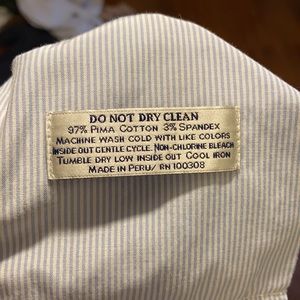 DO NOT DRY CLEAN
97% PIMA COTTON 3% SPANDEX
MACHINE WASH COLD WITH LIKE COLORS
INSIDE OUT GENTLE CYCLE. NON-CHLORINE BLEACH
TUMBLE DRY LOW INSIDE OUT COOL IRON
MADE IN PERU/ RN 100308